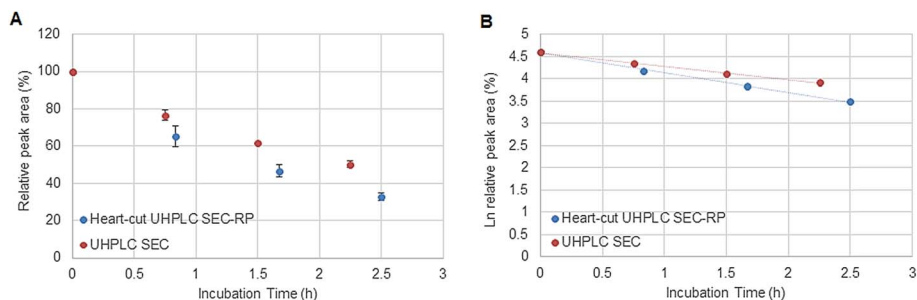 A
120
100
80
60
40
20
0
Relative peak area (%)
Heart-cut UHPLC SEC-RP
UHPLC SEC
0 0.5 1 1.5 2 2.5 3
Incubation Time (h)
B
5
4.5
4
3.5
3
2.5
2
1.5
1
0.5
0
Ln relative peak area (%)
Heart-cut UHPLC SEC-RP
UHPLC SEC
0 0.5 1 1.5 2 2.5 3
Incubation Time (h)